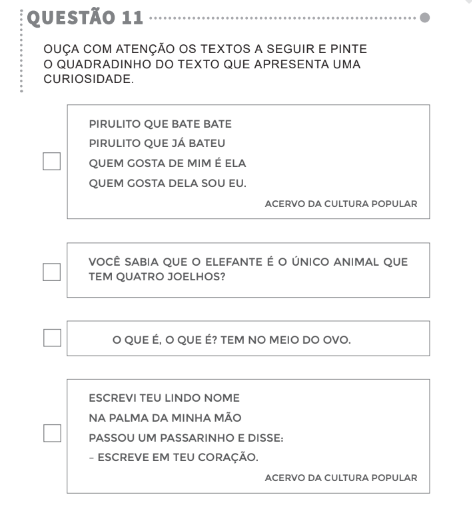 QUESTÃO 11
OUÇA COM ATENÇÃO OS TEXTOS A SEGUIR E PINTE
O QUADRADINHO DO TEXTO QUE APRESENTA UMA
CURIOSIDADE.
PIRULITO QUE BATE BATE
PIRULITO QUE JÁ BATEU
QUEM GOSTA DE MIM É ELA
QUEM GOSTA DELA SOU EU.
ACERVO DA CULTURA POPULAR
VOCÊ SABIA QUE O ELEFANTE É O ÚNICO ANIMAL QUE
TEM QUATRO JOELHOS?
O QUE É, O QUE É? TEM NO MEIO DO OVO.
ESCREVI TEU LINDO NOME
NA PALMA DA MINHA MÃO
PASSOU UM PASSARINHO E DISSE:
– ESCREVE EM TEU CORAÇÃO.
ACERVO DA CULTURA POPULAR